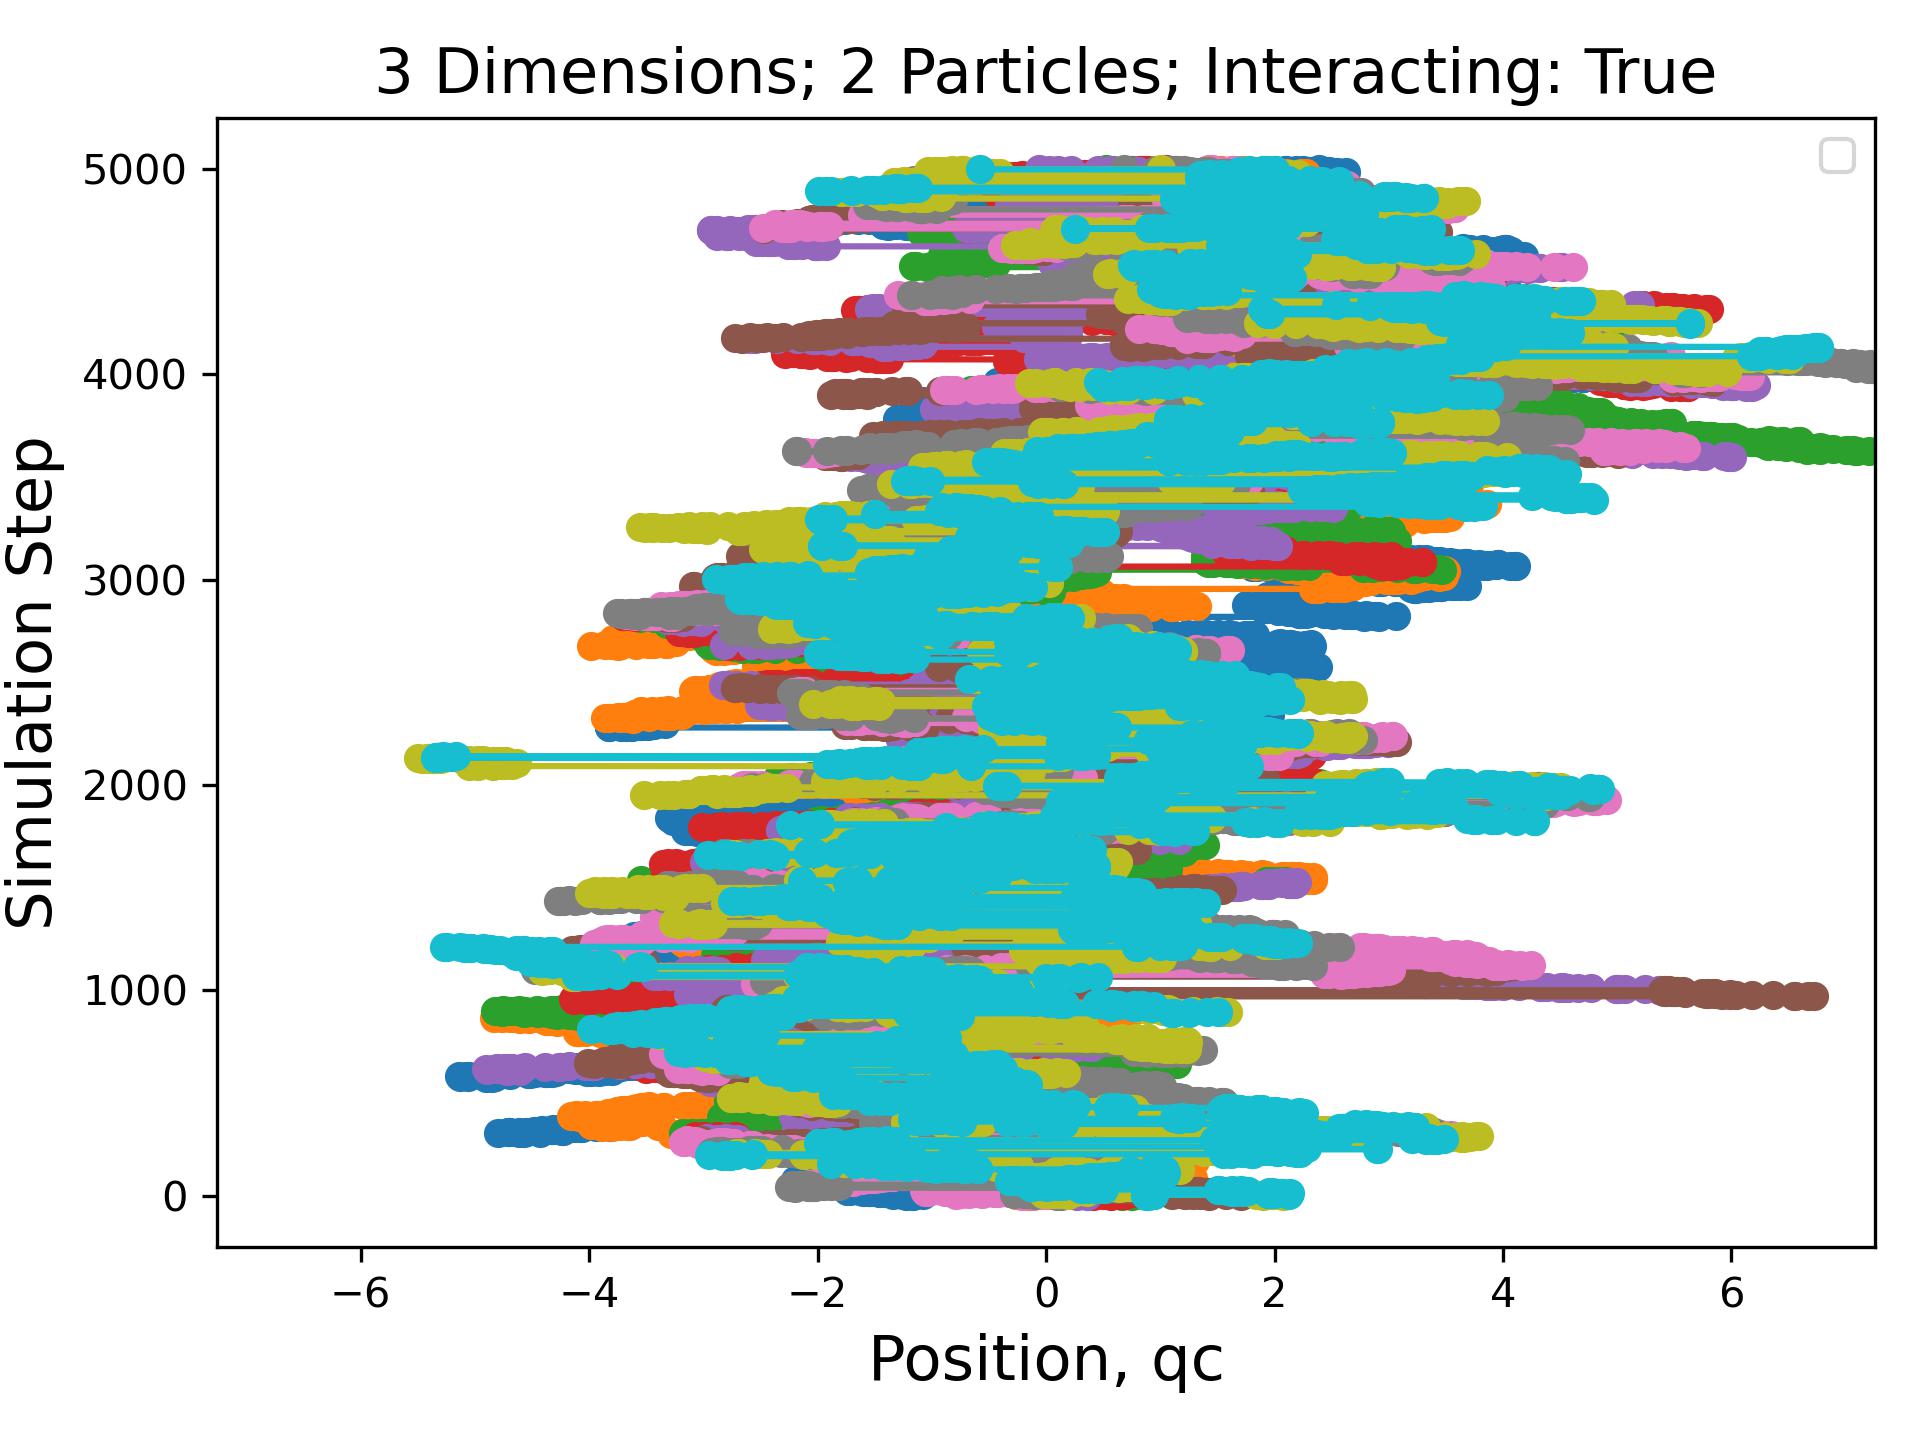 3 Dimensions; 2 Particles; Interacting: True
Simulation Step
5000
4000
3000
2000
1000
0
−6 −4 −2 0 2 4 6
Position, qc